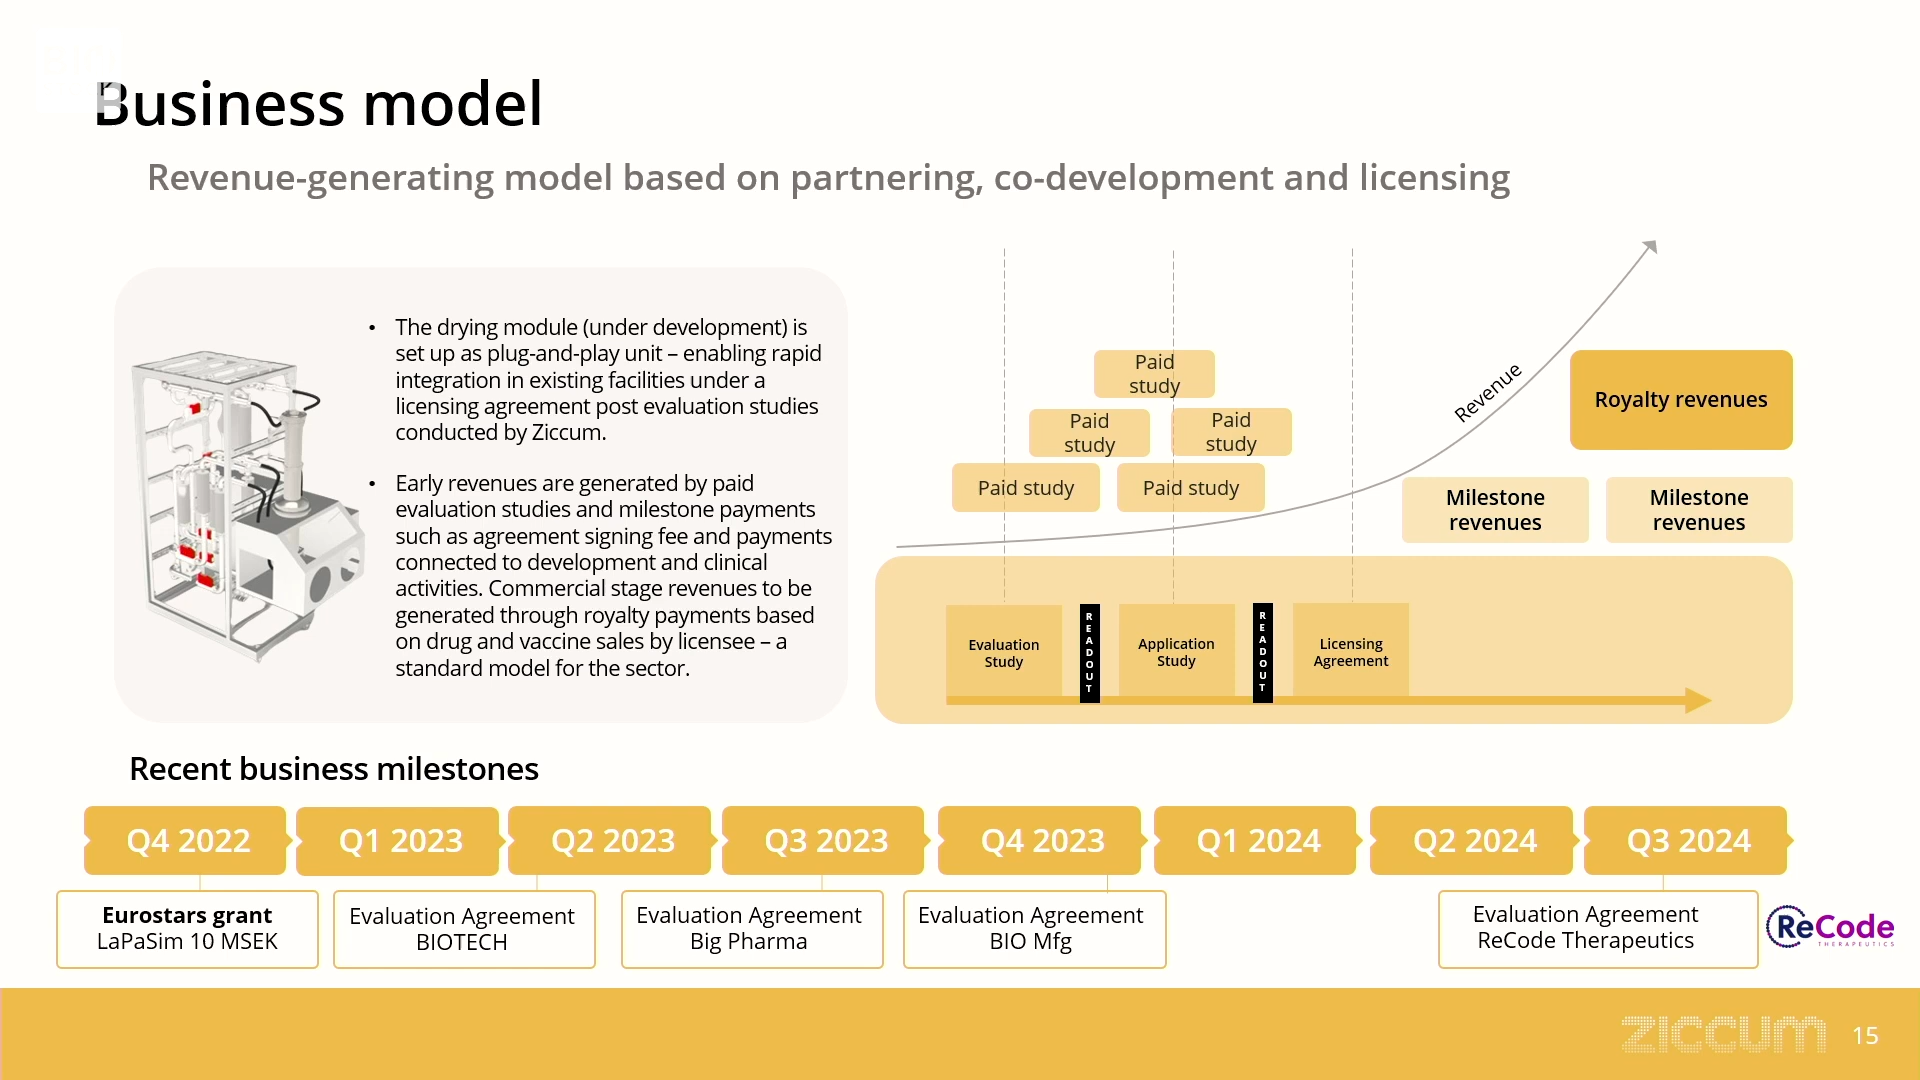 Business model
Revenue-generating model based on partnering, co-development and licensing
• The drying module (under development) is
set up as plug-and-play unit – enabling rapid
integration in existing facilities under a
licensing agreement post evaluation studies
conducted by Ziccum.
• Early revenues are generated by paid
evaluation studies and milestone payments
such as agreement signing fee and payments
connected to development and clinical
activities. Commercial stage revenues to be
generated through royalty payments based
on drug and vaccine sales by licensee – a
standard model for the sector.
Paid
study
Paid
study
Paid
study
Paid study
Paid study
Revenue
Royalty revenues
Milestone
revenues
Milestone
revenues
Evaluation
Study
READOUT
Application
Study
READOUT
Licensing
Agreement
Recent business milestones
Q4 2022
Q1 2023
Q2 2023
Q3 2023
Q4 2023
Q1 2024
Q2 2024
Q3 2024
Eurostars grant
LaPaSim 10 MSEK
Evaluation Agreement
BIOTECH
Evaluation Agreement
Big Pharma
Evaluation Agreement
BIO Mfg
Evaluation Agreement
ReCode Therapeutics
ReCode
THERAPEUTICS
ziccum
15